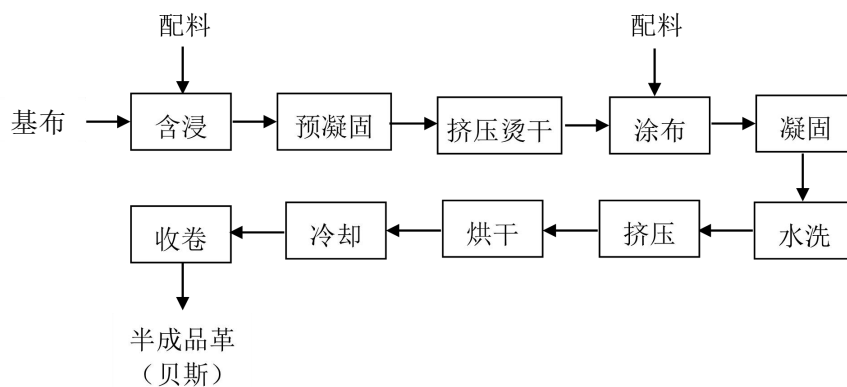 配料
配料
基布
含浸
预凝固
挤压烫干
涂布
凝固
收卷
冷却
烘干
挤压
水洗
半成品革
（贝斯）